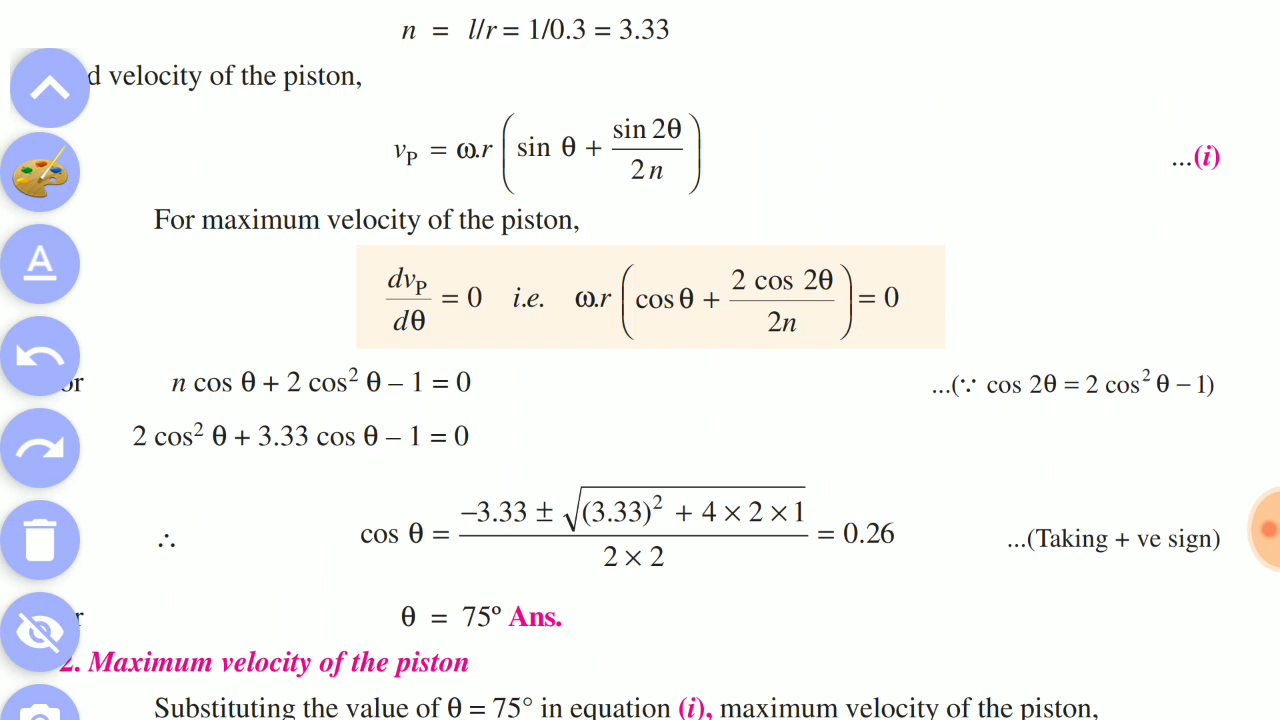 n = l/r = 1/0.3 = 3.33
d velocity of the piston,
v_P = ω.r ( sin θ + sin 2θ / 2n ) ...(i)
For maximum velocity of the piston,
dv_P / dθ = 0 i.e. ω.r ( cos θ + 2 cos 2θ / 2n ) = 0
or n cos θ + 2 cos² θ – 1 = 0 ...(∵ cos 2θ = 2 cos² θ – 1)
2 cos² θ + 3.33 cos θ – 1 = 0
∴ cos θ = –3.33 ± √((3.33)² + 4 × 2 × 1) / 2 × 2 = 0.26 ...(Taking + ve sign)
r θ = 75º Ans.
2. Maximum velocity of the piston
Substituting the value of θ = 75° in equation (i), maximum velocity of the piston,
A